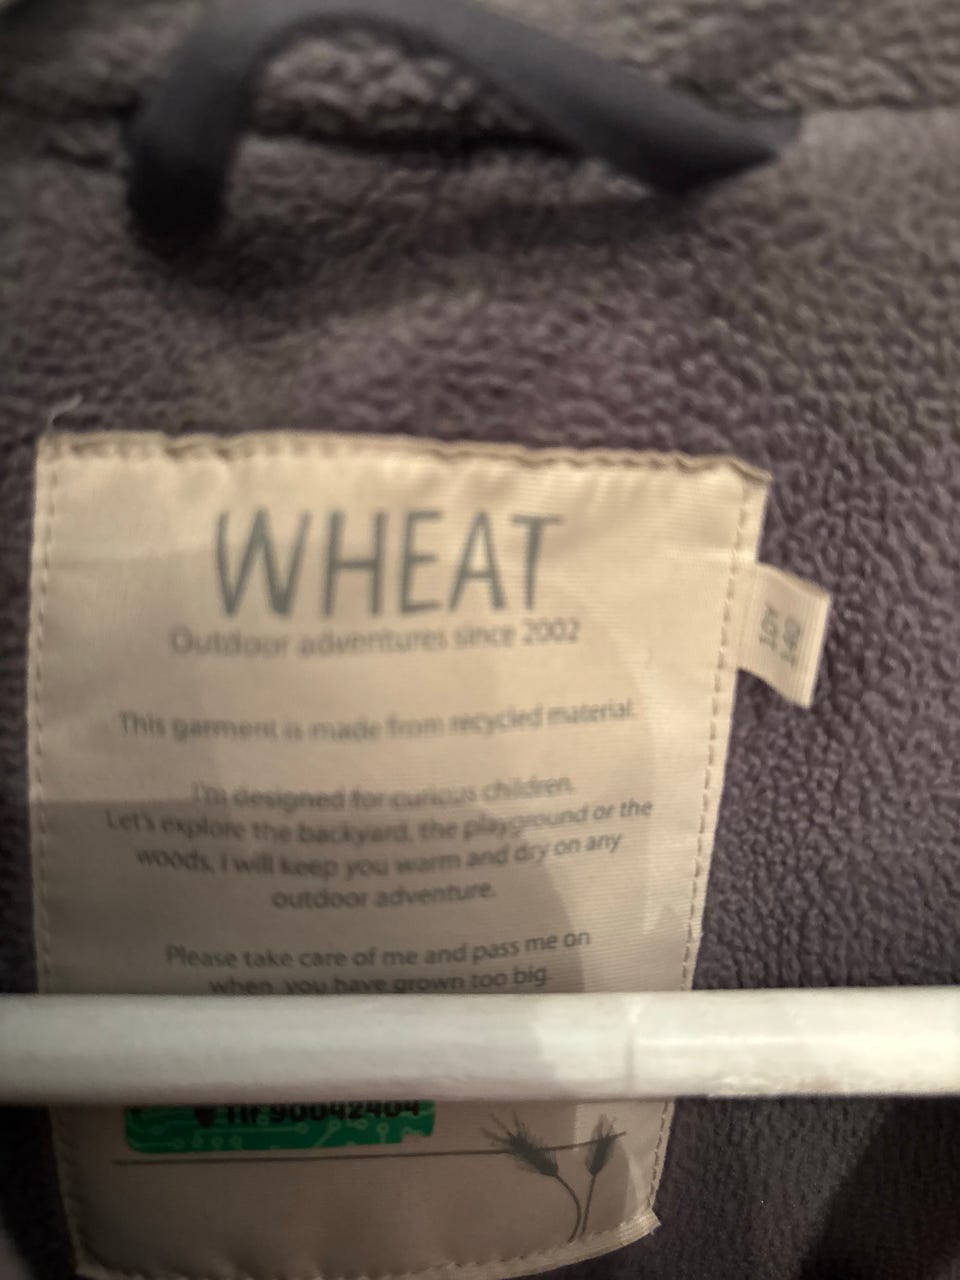 WHEAT
Outdoor adventures since 2002
This garment is made from recycled material.
I'm designed for curious children.
Let's explore the backyard, the playground or the
woods, I will keep you warm and dry on any
outdoor adventure.
Please take care of me and pass me on
when you have grown too big.
Tlf 90042404